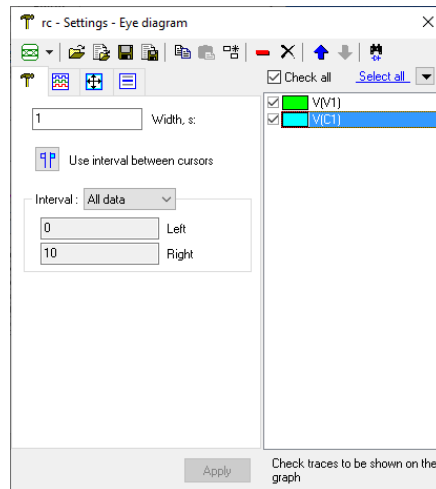 rc - Settings - Eye diagram
Check all Select all
1 Width, s:
Use interval between cursors
Interval : All data
0 Left
10 Right
V(V1)
V(C1)
Apply
Check traces to be shown on the
graph